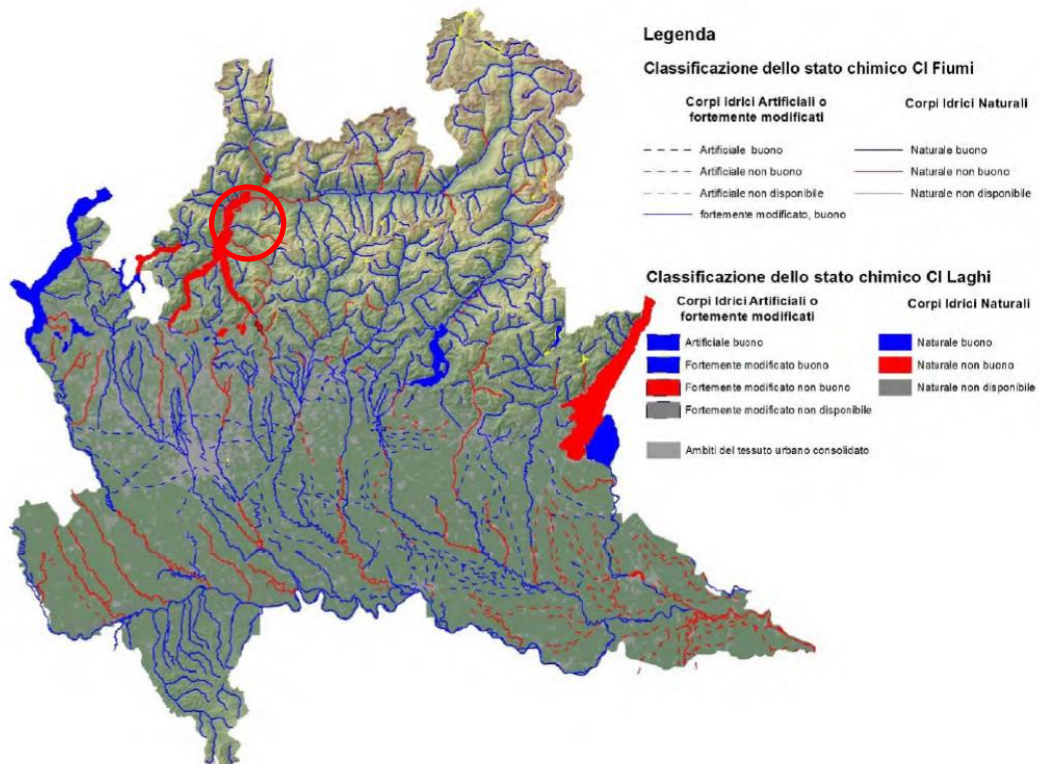 Legenda
Classificazione dello stato chimico CI Fiumi
Corpi Idrici Artificiali o
fortemente modificati
Artificiale buono
Artificiale non buono
Artificiale non disponibile
fortemente modificato, buono
Corpi Idrici Naturali
Naturale buono
Naturale non buono
Naturale non disponibile
Classificazione dello stato chimico CI Laghi
Corpi Idrici Artificiali o
fortemente modificati
Artificiale buono
Fortemente modificato buono
Fortemente modificato non buono
Fortemente modificato non disponibile
Ambiti del tessuto urbano consolidato
Corpi Idrici Naturali
Naturale buono
Naturale non buono
Naturale non disponibile